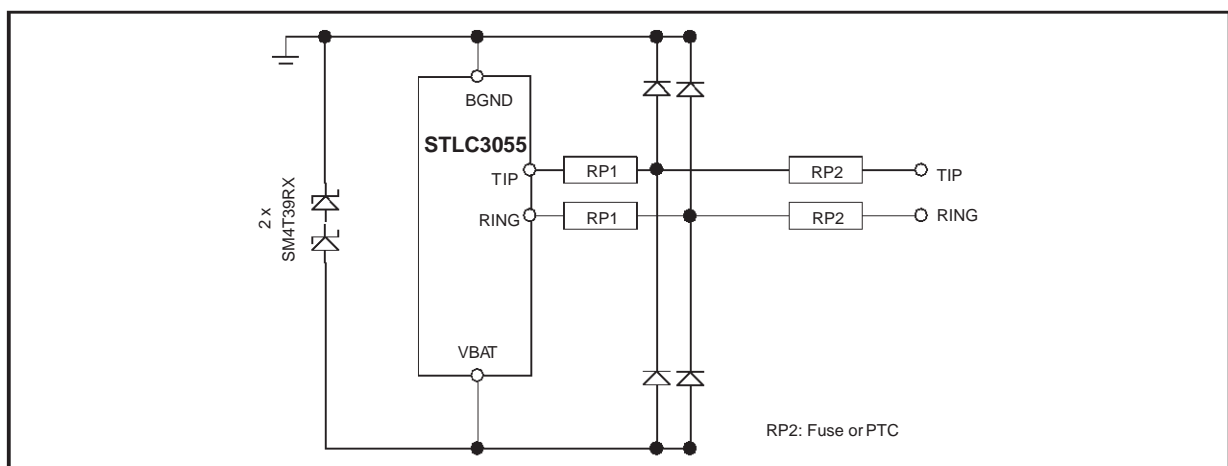 BGND
STLC3055
TIP
RP1
RP2
TIP
RING
RP1
RP2
RING
2 x
SM4T39RX
VBAT
RP2: Fuse or PTC